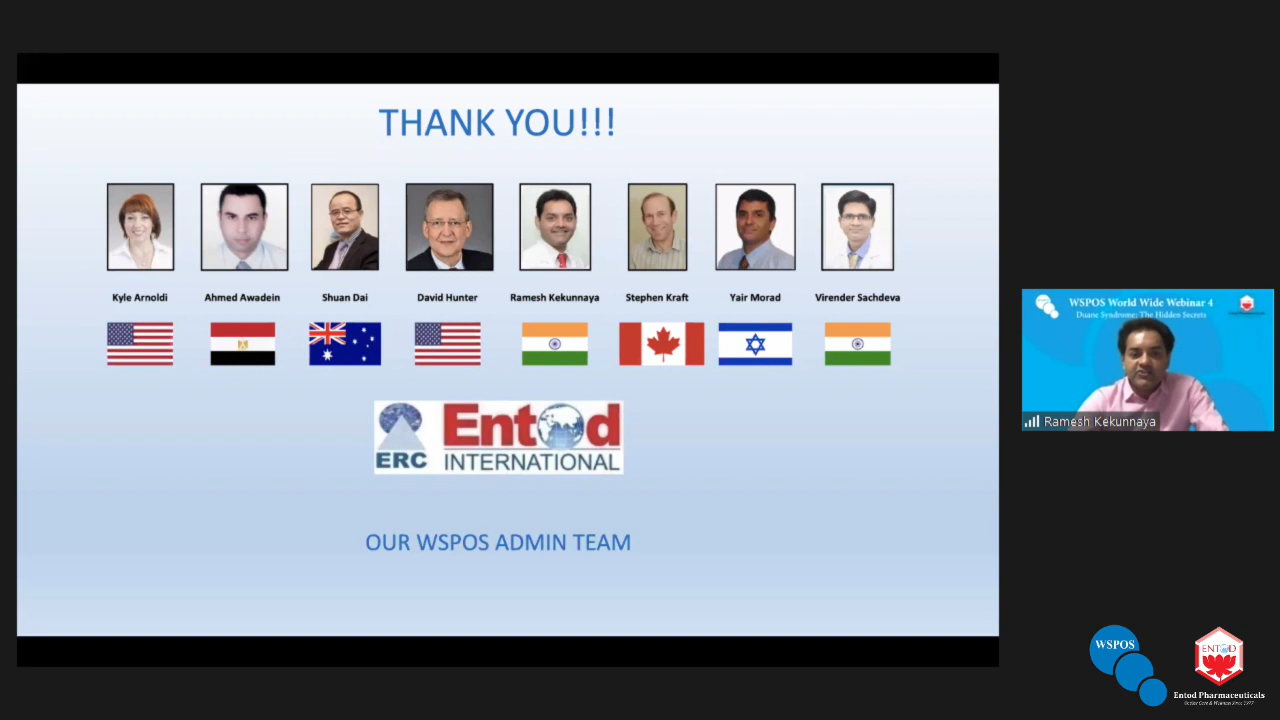 THANK YOU!!!
Kyle Arnoldi
Ahmed Awadein
Shuan Dai
David Hunter
Ramesh Kekunnaya
Stephen Kraft
Yair Morad
Virender Sachdeva
ERC
Entod
INTERNATIONAL
OUR WSPOS ADMIN TEAM
WSPOS World Wide Webinar 4
Duane Syndrome: The Hidden Secrets
Ramesh Kekunnaya
WSPOS
ENTOD
Entod Pharmaceuticals